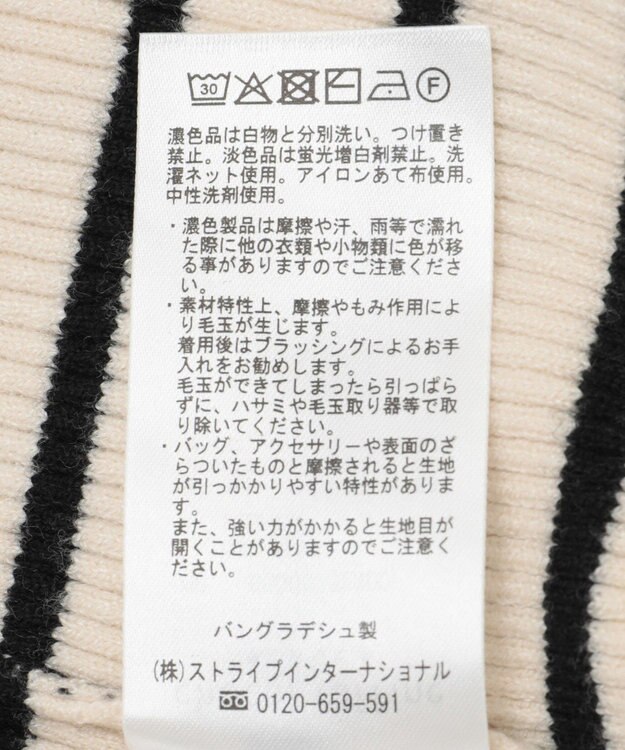 30 F
濃色品は白物と分別洗い。つけ置き
禁止。淡色品は蛍光増白剤禁止。洗
濯ネット使用。アイロンあて布使用。
中性洗剤使用。
・濃色製品は摩擦や汗、雨等で濡れ
た際に他の衣類や小物類に色が移
る事がありますのでご注意くださ
い。
・素材特性上、摩擦やもみ作用によ
り毛玉が生じます。
着用後はブラッシングによるお手
入れをお勧めします。
毛玉ができてしまったら引っぱら
ずに、ハサミや毛玉取り器等で取
り除いてください。
・バッグ、アクセサリーや表面のざ
らついたものと摩擦されると生地
が引っかかりやすい特性がありま
す。
また、強い力がかかると生地目が
開くことがありますのでご注意く
ださい。
バングラデシュ製
(株)ストライプインターナショナル
0120-659-591